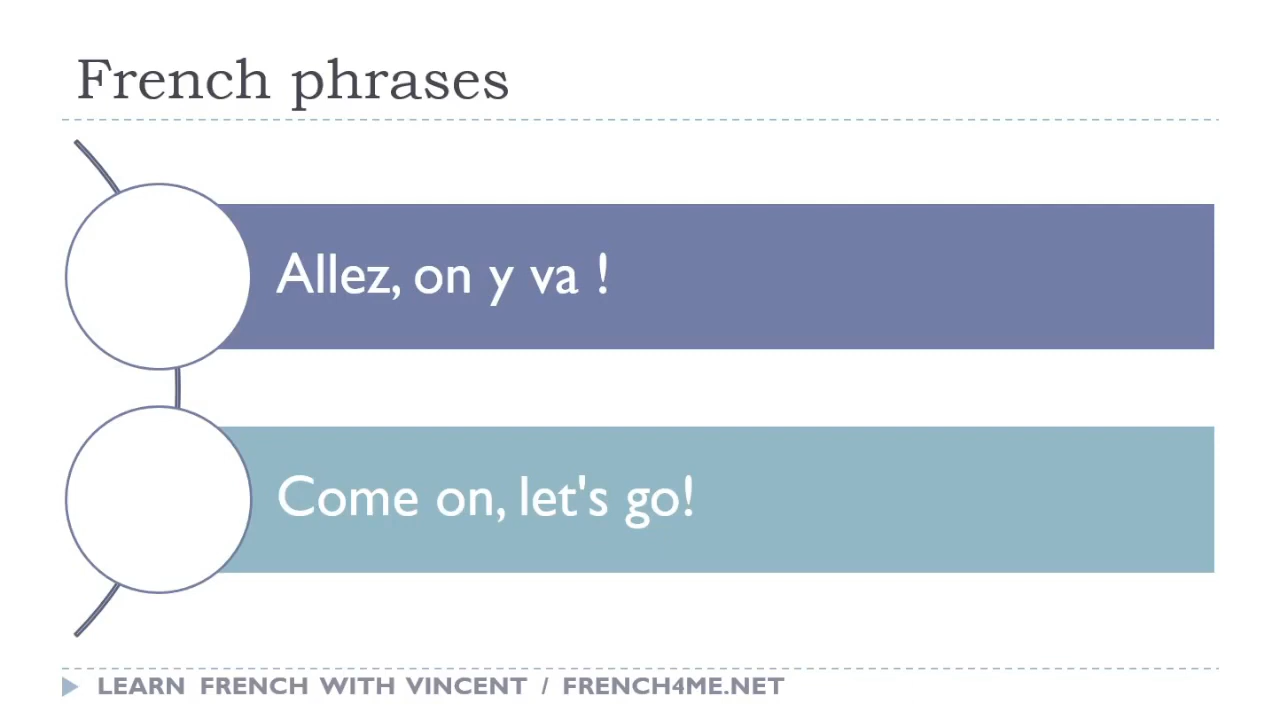 French phrases
Allez, on y va !
Come on, let's go!
LEARN FRENCH WITH VINCENT / FRENCH4ME.NET